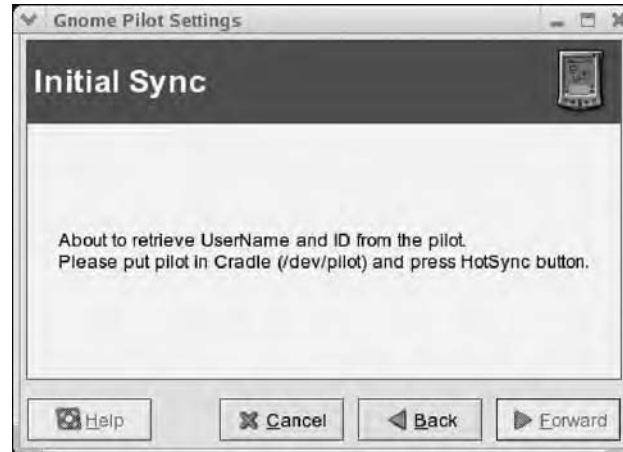 Gnome Pilot Settings
Initial Sync
About to retrieve UserName and ID from the pilot.
Please put pilot in Cradle (/dev/pilot) and press HotSync button.
Help
Cancel
Back
Forward